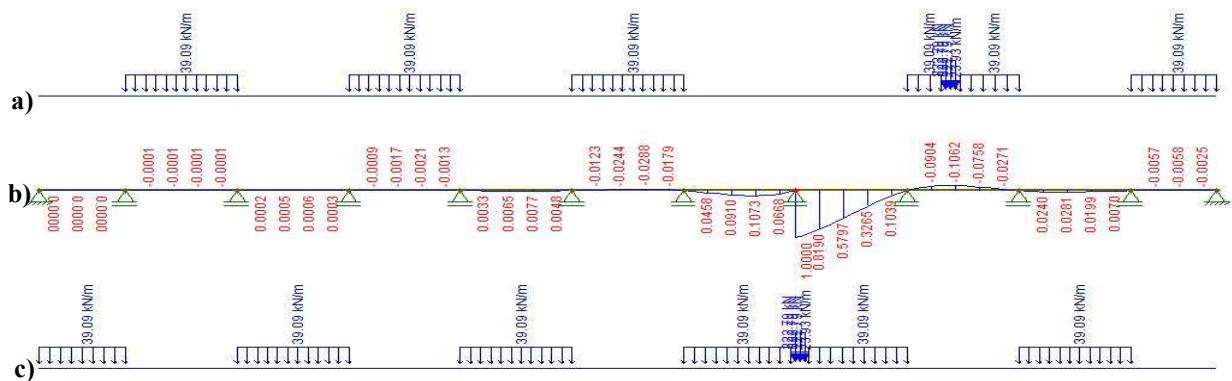 39.09 kN/m 39.09 kN/m 39.09 kN/m 39.09 kN/m 39.09 kN/m 39.09 kN/m
a)
-0.0001 -0.0001 -0.0001 -0.0001 -0.0009 -0.0017 -0.0021 -0.0013 -0.0123 -0.0244 -0.0288 -0.0179 -0.0904 -0.1062 -0.0758 -0.0271 -0.0057 -0.0058 -0.0025
b)
0.0000 0.0000 0.0000 0.0002 0.0005 0.0006 0.0003 0.0033 0.0065 0.0077 0.0048 0.0458 0.0910 0.1073 0.0668 1.0000 0.8190 0.5797 0.3265 0.1039 0.0240 0.0281 0.0199 0.0070
39.09 kN/m 39.09 kN/m 39.09 kN/m 39.09 kN/m 39.09 kN/m 39.09 kN/m
c)